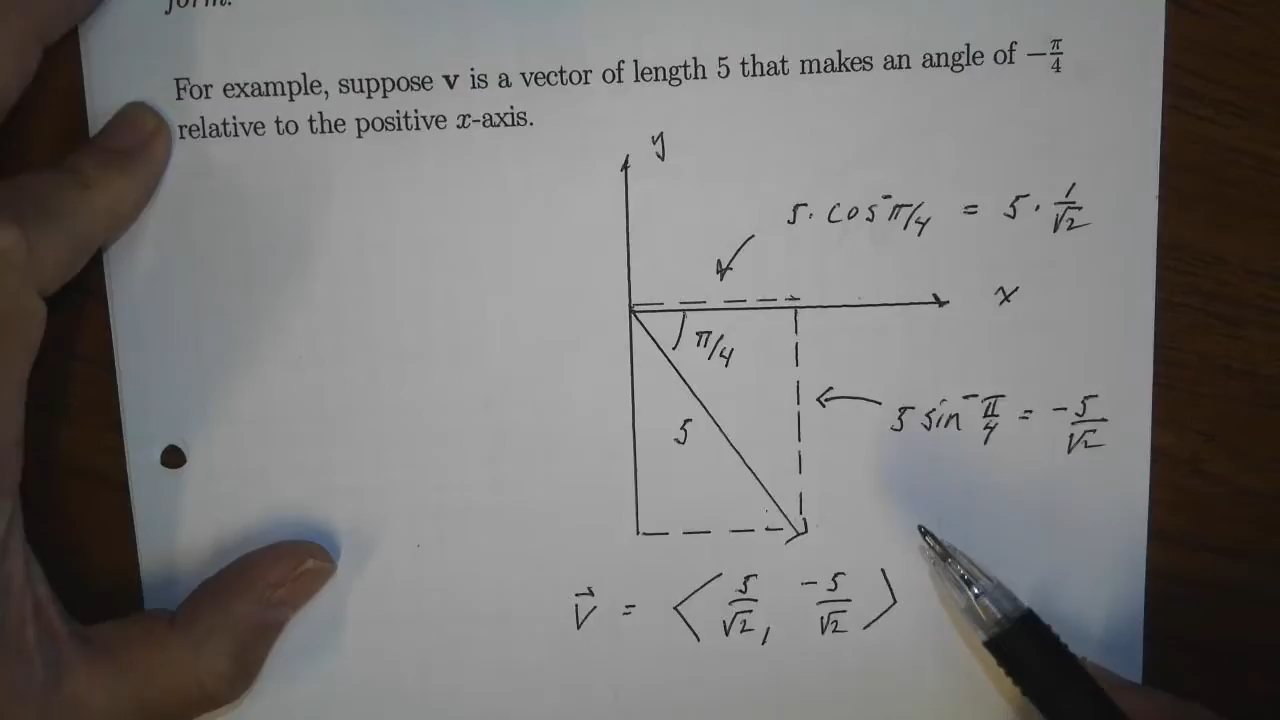 form.
For example, suppose v is a vector of length 5 that makes an angle of −π/4
relative to the positive x-axis.
y
5· cos -π/4 = 5· 1/√2
x
π/4
5 sin -π/4 = -5/√2
5
v⃗ = ⟨ 5/√2, -5/√2 ⟩